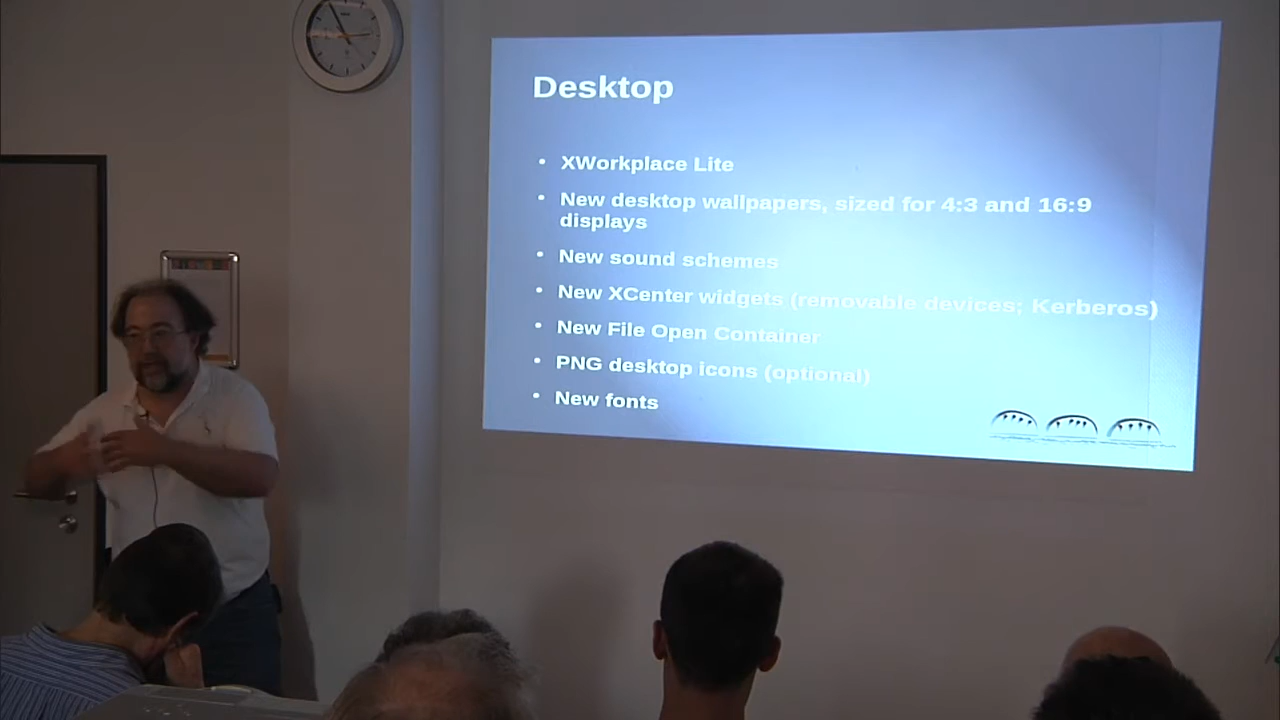 Desktop
• XWorkplace Lite
• New desktop wallpapers, sized for 4:3 and 16:9
displays
• New sound schemes
• New XCenter widgets (removable devices; Kerberos)
• New File Open Container
• PNG desktop icons (optional)
• New fonts